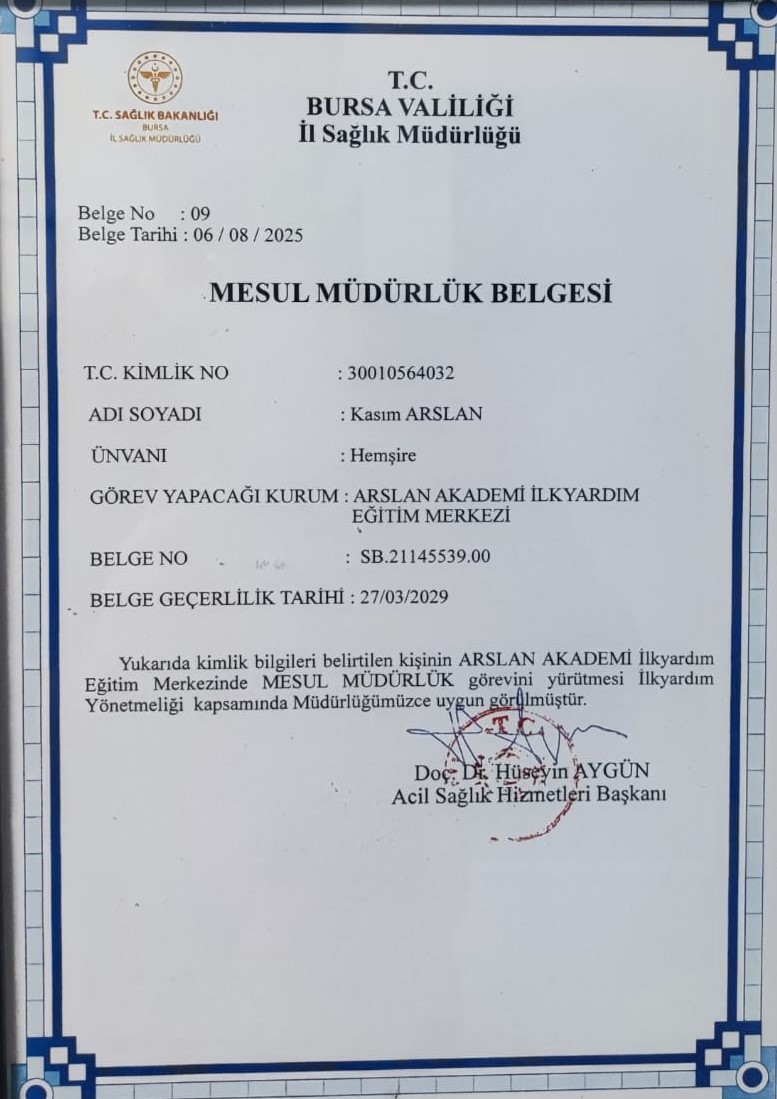 T.C. SAĞLIK BAKANLIĞI
BURSA
İL SAĞLIK MÜDÜRLÜĞÜ
T.C.
BURSA VALİLİĞİ
İl Sağlık Müdürlüğü
Belge No : 09
Belge Tarihi : 06 / 08 / 2025
MESUL MÜDÜRLÜK BELGESİ
T.C. KİMLİK NO : 30010564032
ADI SOYADI : Kasım ARSLAN
ÜNVANI : Hemşire
GÖREV YAPACAĞI KURUM : ARSLAN AKADEMİ İLKYARDIM
EĞİTİM MERKEZİ
BELGE NO : SB.21145539.00
BELGE GEÇERLİLİK TARİHİ : 27/03/2029
Yukarıda kimlik bilgileri belirtilen kişinin ARSLAN AKADEMİ İlkyardım
Eğitim Merkezinde MESUL MÜDÜRLÜK görevini yürütmesi İlkyardım
Yönetmeliği kapsamında Müdürlüğümüzce uygun görülmüştür.
T.C.
Doç. Dr. Hüseyin AYGÜN
Acil Sağlık Hizmetleri Başkanı